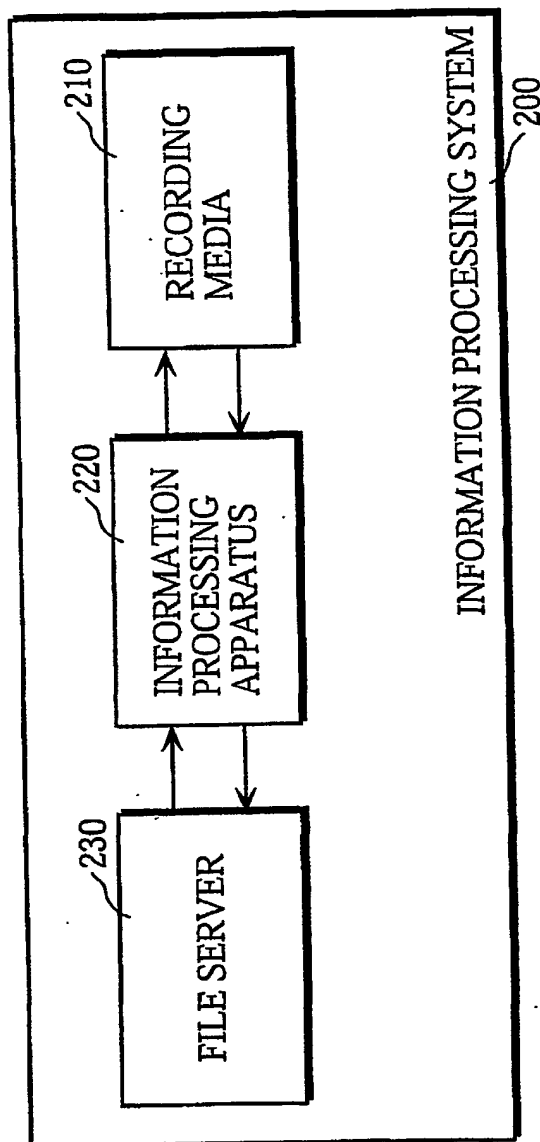 230
FILE SERVER
220
INFORMATION
PROCESSING
APPARATUS
210
RECORDING
MEDIA
INFORMATION PROCESSING SYSTEM
200